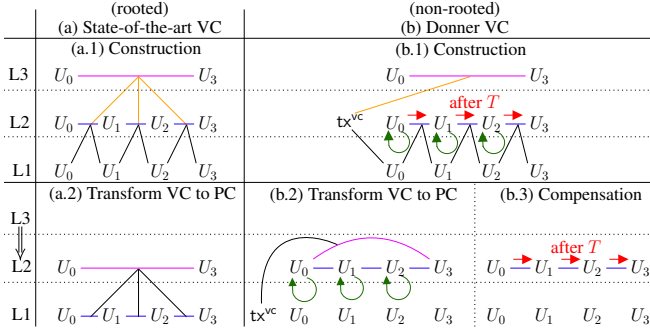 (rooted) (non-rooted)
(a) State-of-the-art VC (b) Donner VC
(a.1) Construction (b.1) Construction
L3 U₀ U₃ U₀ U₃
after T
L2 U₀ U₁ U₂ U₃ txᵛᶜ U₀ U₁ U₂ U₃
L1 U₀ U₁ U₂ U₃ U₀ U₁ U₂ U₃
(a.2) Transform VC to PC (b.2) Transform VC to PC (b.3) Compensation
L3
after T
L2 U₀ U₃ U₀ U₁ U₂ U₃ U₀ U₁ U₂ U₃
L1 U₀ U₁ U₂ U₃ txᵛᶜ U₀ U₁ U₂ U₃ U₀ U₁ U₂ U₃